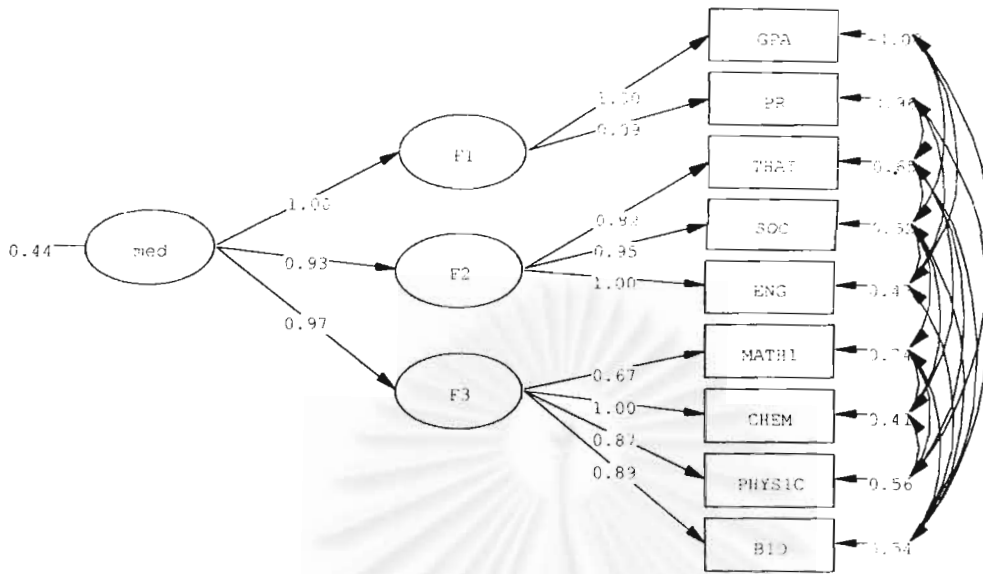 GPA
PR
THAI
SOC
ENG
MATH1
CHEM
PHYSIC
BIO
F1
F2
F3
med
0.44
1.00
0.93
0.97
1.00
0.09
0.95
1.00
0.67
1.00
0.87
0.89
0.41
0.56